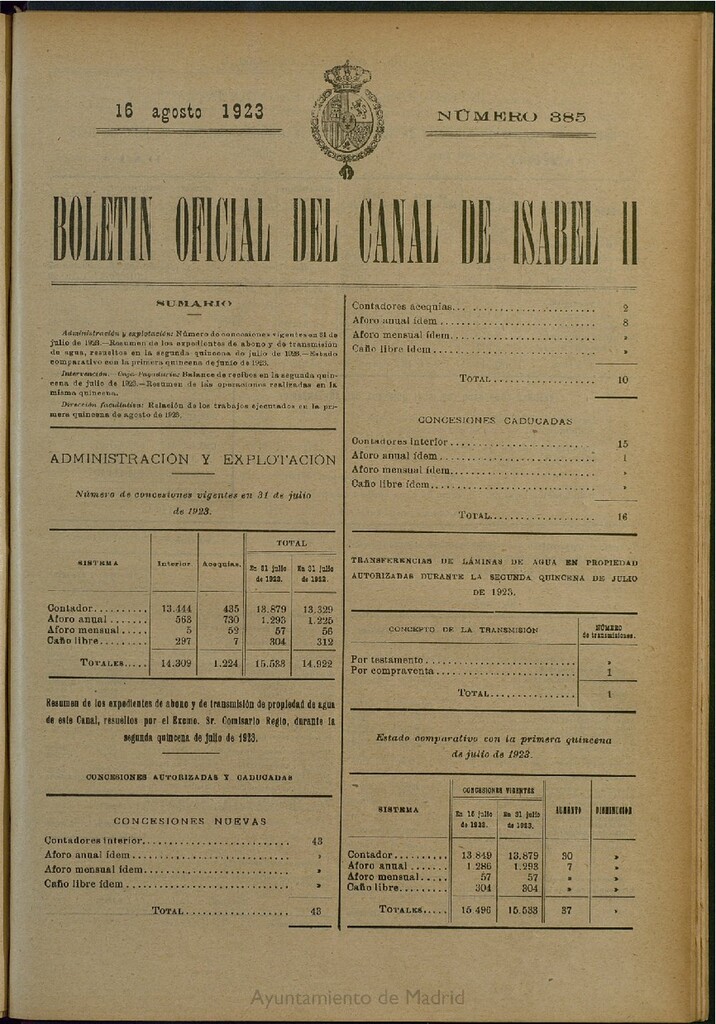 16 agosto 1923
NÚMERO 385
BOLETIN OFICIAL DEL CANAL DE ISABEL II
SUMARIO
Administración y explotación: Número de concesiones vigentes en 31 de
julio de 1923.—Resumen de los expedientes de abono y de transmisión
de agua, resueltos en la segunda quincena de julio de 1923.—Estado
comparativo con la primera quincena de junio de 1923.
Intervención.—Caja-Pagaduría: Balance de recibos en la segunda quin-
cena de julio de 1923.—Resumen de las operaciones realizadas en la
misma quincena.
Dirección facultativa: Relación de los trabajos ejecutados en la pri-
mera quincena de agosto de 1923.
ADMINISTRACIÓN Y EXPLOTACIÓN
Número de concesiones vigentes en 31 de julio
de 1923.
SISTEMA Interior Acequias. TOTAL
En 31 julio de 1923. En 31 julio de 1922.
Contador.......... 13.444 435 13.879 13.329
Aforo anual...... 563 730 1.293 1.225
Aforo mensual..... 5 52 57 56
Caño libre......... 297 7 304 312
TOTALES..... 14.309 1.224 15.533 14.922
Resumen de los expedientes de abono y de transmisión de propiedad de agua
de este Canal, resueltos por el Excmo. Sr. Comisario Regio, durante la
segunda quincena de julio de 1923.
CONCESIONES AUTORIZADAS Y CADUCADAS
CONCESIONES NUEVAS
Contadores interior.......................... 43
Aforo anual ídem............................ »
Aforo mensual ídem......................... »
Caño libre ídem............................. »
TOTAL.................... 43
Contadores acequias... ...................... 2
Aforo anual ídem............................ 8
Aforo mensual ídem......................... »
Caño libre ídem............................. »
TOTAL.................... 10
CONCESIONES CADUCADAS
Contadores interior.......................... 15
Aforo anual ídem............................ 1
Aforo mensual ídem......................... »
Caño libre ídem............................. »
TOTAL.................... 16
TRANSFERENCIAS DE LÁMINAS DE AGUA EN PROPIEDAD
AUTORIZADAS DURANTE LA SEGUNDA QUINCENA DE JULIO
DE 1923.
CONCEPTO DE LA TRANSMISIÓN NÚMERO de transmisiones.
Por testamento............................. »
Por compraventa........................... 1
TOTAL.................... 1
Estado comparativo con la primera quincena
de julio de 1923.
SISTEMA CONCESIONES VIGENTES AUMENTO DISMINUCIÓN
En 15 julio de 1923. En 31 julio de 1923.
Contador.......... 13.849 13.879 30 »
Aforo anual ...... 1.286 1.293 7 »
Aforo mensual..... 57 57 » »
Caño libre......... 304 304 » »
TOTALES..... 15.496 15.533 37 »
Ayuntamiento de Madrid